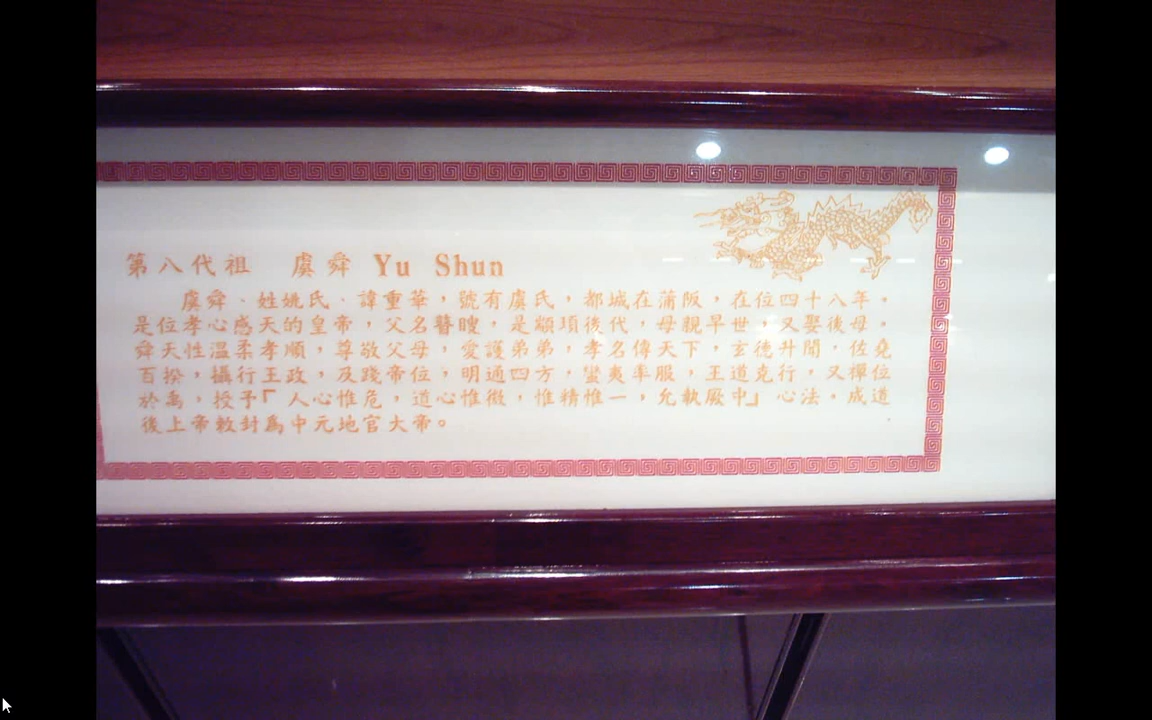 第八代祖 虞舜 Yu Shun
虞舜、姓姚氏、諱重華，號有虞氏，都城在蒲阪，在位四十八年。
是位孝心感天的皇帝，父名瞽瞍，是顓頊後代，母親早世，又娶後母，
舜天性溫柔孝順，尊敬父母，愛護弟弟，孝名傳天下，玄德升聞，佐堯
百揆，攝行王政，及踐帝位，明通四方，蠻夷率服，王道克行，又禪位
於禹，授予『人心惟危，道心惟微，惟精惟一，允執厥中』心法。成道
後上帝敕封為中元地官大帝。